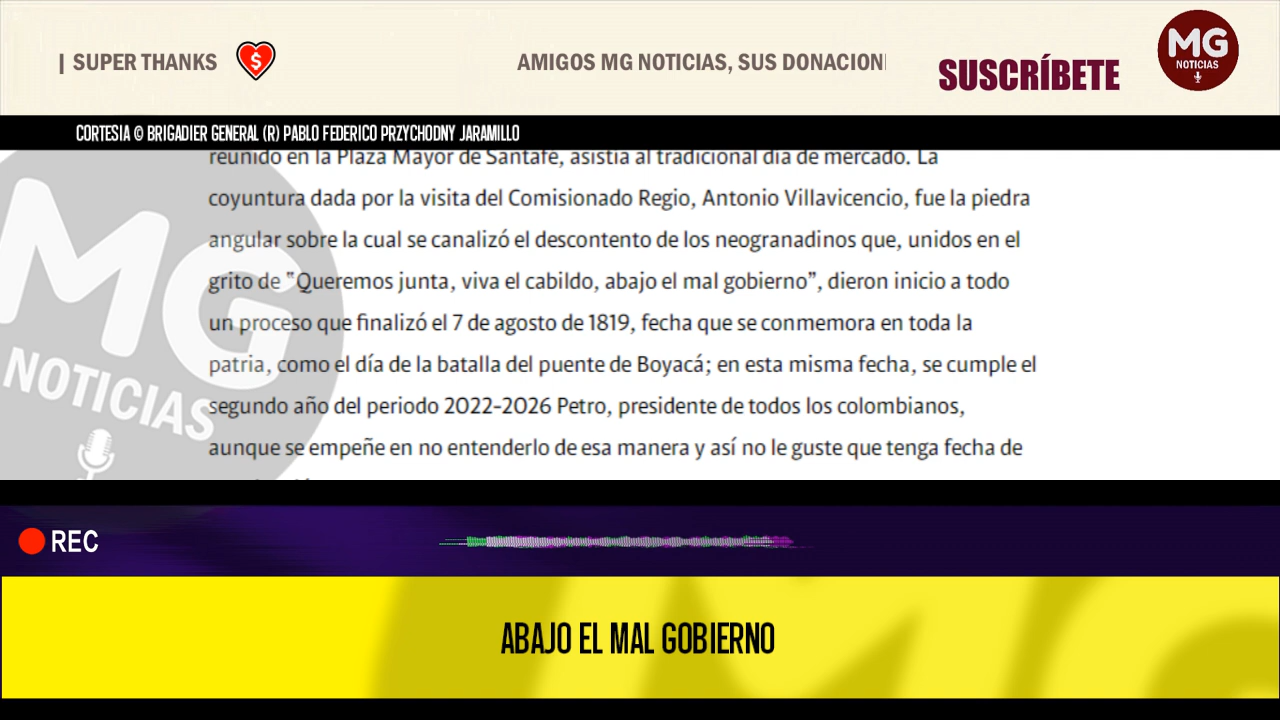 | SUPER THANKS
AMIGOS MG NOTICIAS, SUS DONACION
SUSCRÍBETE
MG
NOTICIAS
CORTESIA © BRIGADIER GENERAL (R) PABLO FEDERICO PRZYCHODNY JARAMILLO
reunido en la Plaza Mayor de Santafé, asistía al tradicional día de mercado. La
coyuntura dada por la visita del Comisionado Regio, Antonio Villavicencio, fue la piedra
angular sobre la cual se canalizó el descontento de los neogranadinos que, unidos en el
grito de “Queremos junta, viva el cabildo, abajo el mal gobierno”, dieron inicio a todo
un proceso que finalizó el 7 de agosto de 1819, fecha que se conmemora en toda la
patria, como el día de la batalla del puente de Boyacá; en esta misma fecha, se cumple el
segundo año del periodo 2022-2026 Petro, presidente de todos los colombianos,
aunque se empeñe en no entenderlo de esa manera y así no le guste que tenga fecha de
MG
NOTICIAS
REC
ABAJO EL MAL GOBIERNO